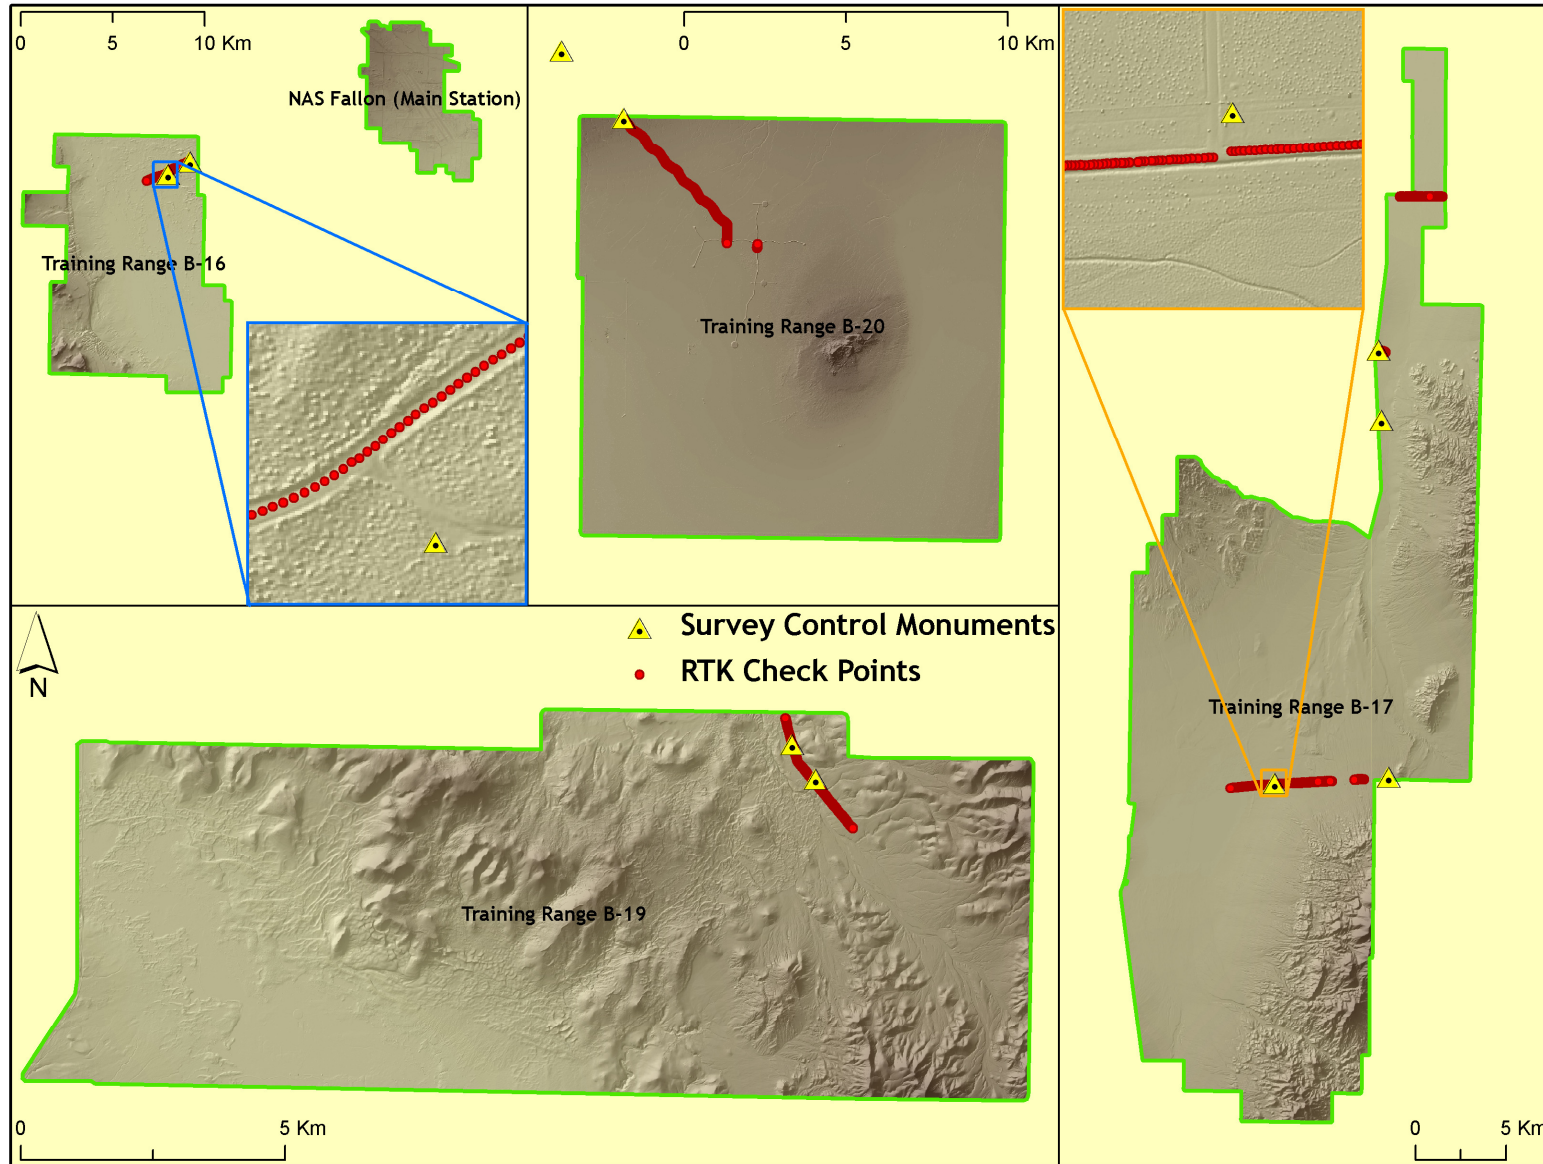 0 5 10 Km
NAS Fallon (Main Station)
Training Range B-16
0 5 10 Km
Training Range B-20
Training Range B-17
Survey Control Monuments
RTK Check Points
N
Training Range B-19
0 5 Km
0 5 Km